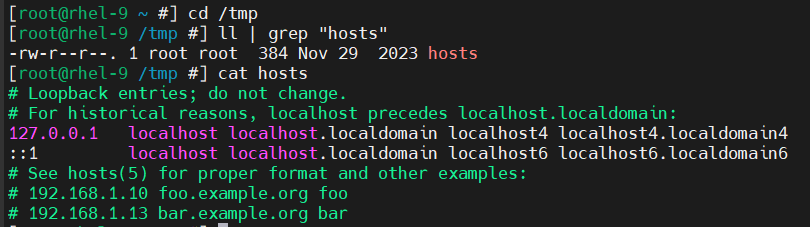 [root@rhel-9 ~ #] cd /tmp
[root@rhel-9 /tmp #] ll | grep "hosts"
-rw-r--r--. 1 root root  384 Nov 29  2023 hosts
[root@rhel-9 /tmp #] cat hosts
# Loopback entries; do not change.
# For historical reasons, localhost precedes localhost.localdomain:
127.0.0.1   localhost localhost.localdomain localhost4 localhost4.localdomain4
::1         localhost localhost.localdomain localhost6 localhost6.localdomain6
# See hosts(5) for proper format and other examples:
# 192.168.1.10 foo.example.org foo
# 192.168.1.13 bar.example.org bar